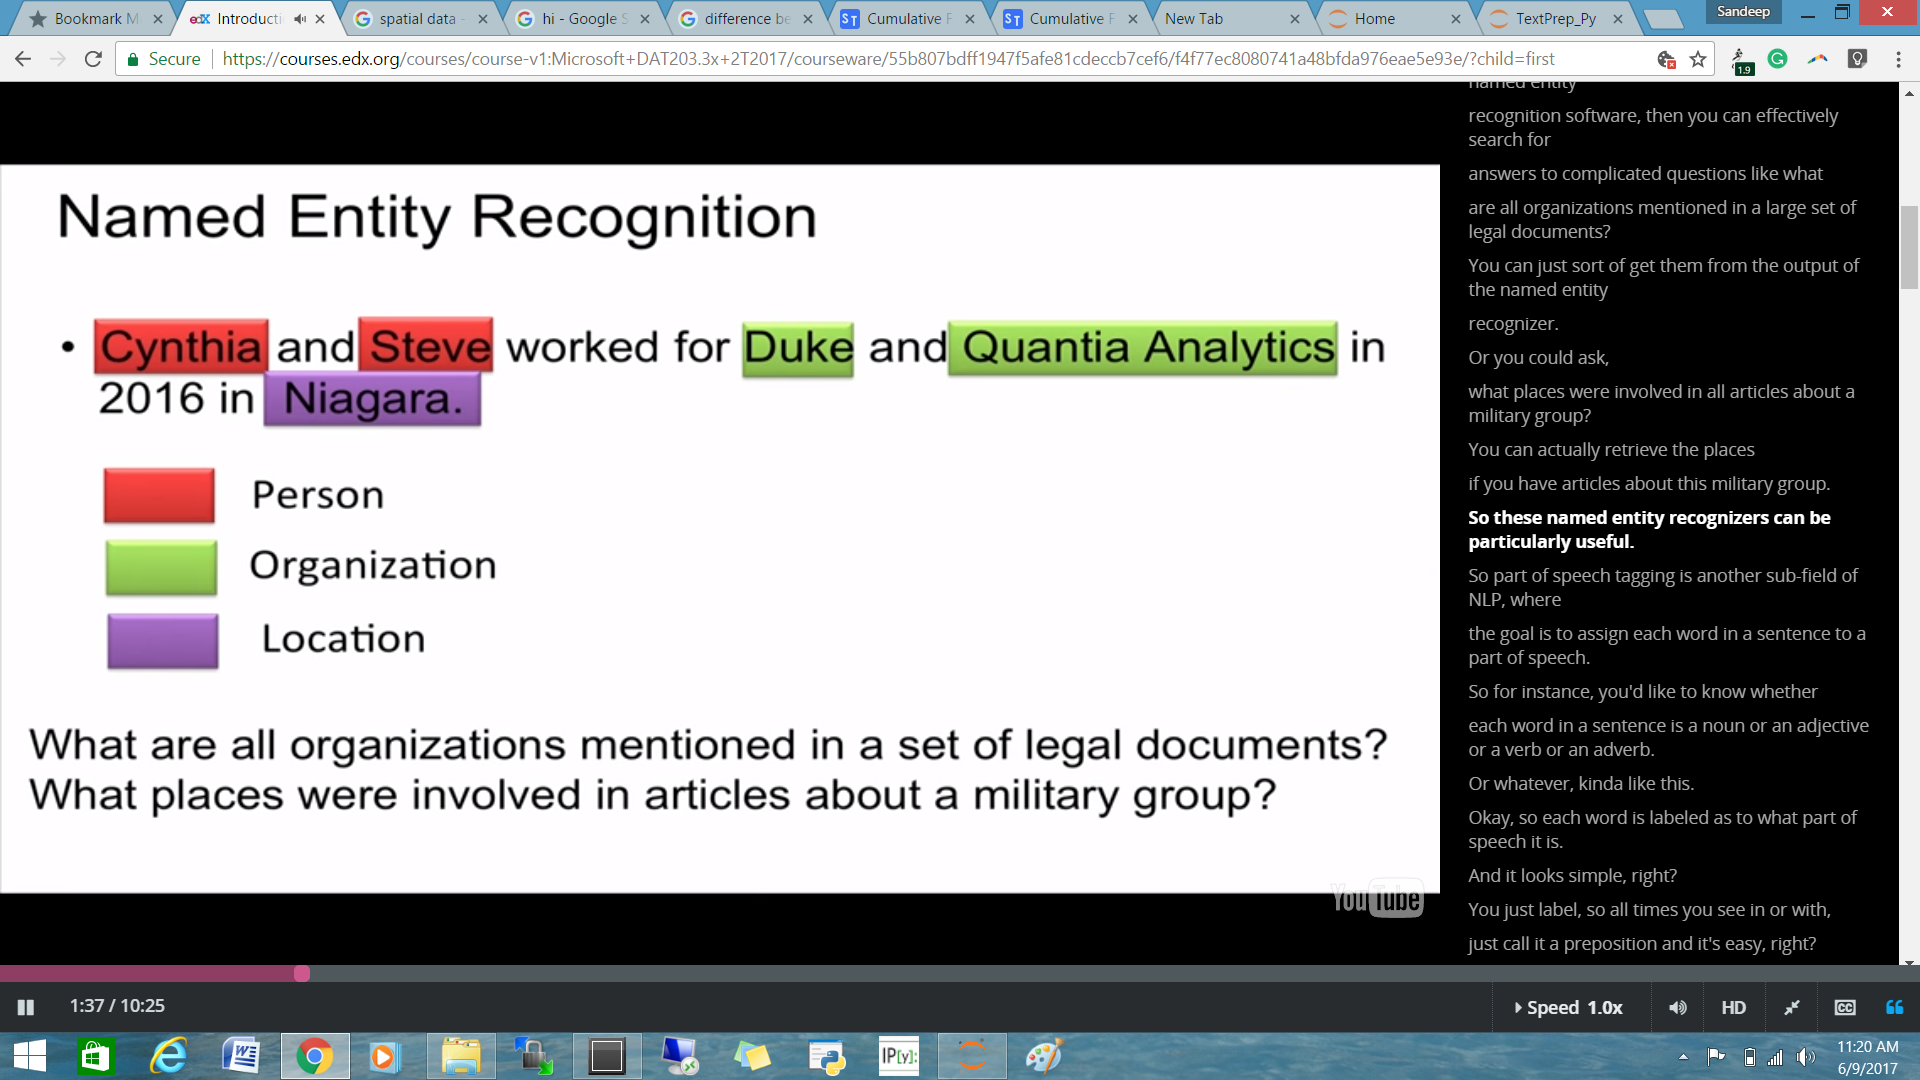 Bookmark M
edX Introducti
spatial data -
hi - Google S
difference be
ST Cumulative F
ST Cumulative F
New Tab
Home
TextPrep_Py
Sandeep
Secure https://courses.edx.org/courses/course-v1:Microsoft+DAT203.3x+2T2017/courseware/55b807bdff1947f5afe81cdeccb7cef6/f4f77ec8080741a48bfda976eae5e93e/?child=first
1.9
Named Entity Recognition
• Cynthia and Steve worked for Duke and Quantia Analytics in
2016 in Niagara.
Person
Organization
Location
What are all organizations mentioned in a set of legal documents?
What places were involved in articles about a military group?
YouTube
named entity
recognition software, then you can effectively
search for
answers to complicated questions like what
are all organizations mentioned in a large set of
legal documents?
You can just sort of get them from the output of
the named entity
recognizer.
Or you could ask,
what places were involved in all articles about a
military group?
You can actually retrieve the places
if you have articles about this military group.
So these named entity recognizers can be
particularly useful.
So part of speech tagging is another sub-field of
NLP, where
the goal is to assign each word in a sentence to a
part of speech.
So for instance, you'd like to know whether
each word in a sentence is a noun or an adjective
or a verb or an adverb.
Or whatever, kinda like this.
Okay, so each word is labeled as to what part of
speech it is.
And it looks simple, right?
You just label, so all times you see in or with,
just call it a preposition and it's easy, right?
1:37 / 10:25
Speed 1.0x
HD
CC
IP[y]:
11:20 AM
6/9/2017